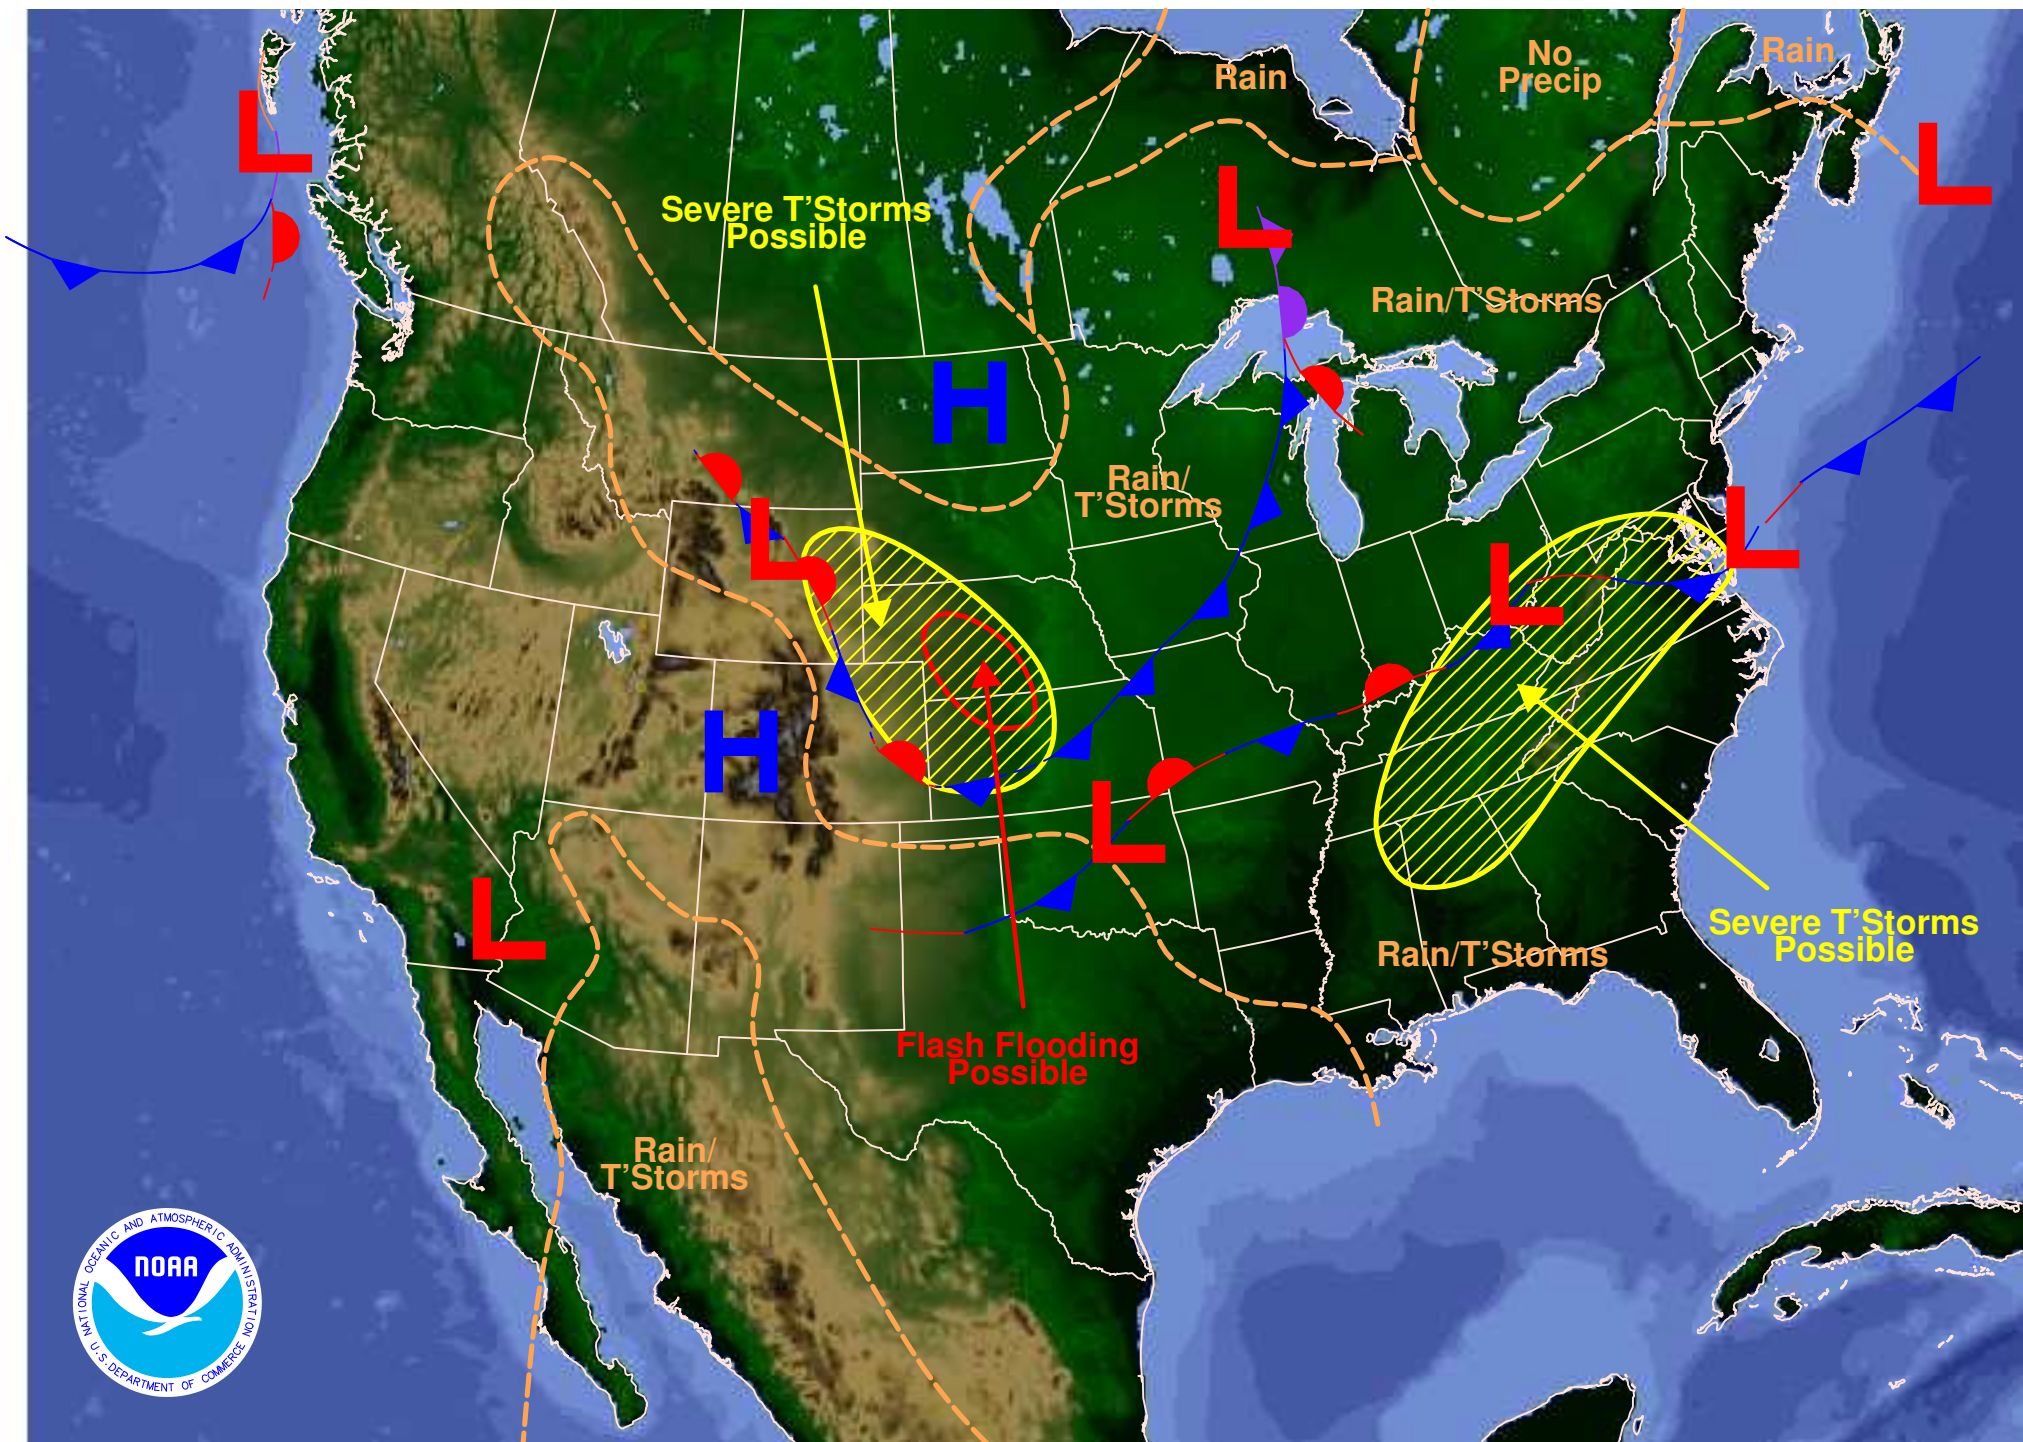 No
Precip
Rain
Rain
L
L
L
Severe T'Storms
Possible
Rain/T'Storms
H
Rain/
T'Storms
L
L
L
H
L
L
Severe T'Storms
Possible
Rain/T'Storms
Flash Flooding
Possible
Rain/
T'Storms
NATIONAL OCEANIC AND ATMOSPHERIC ADMINISTRATION
NOAA
U.S. DEPARTMENT OF COMMERCE